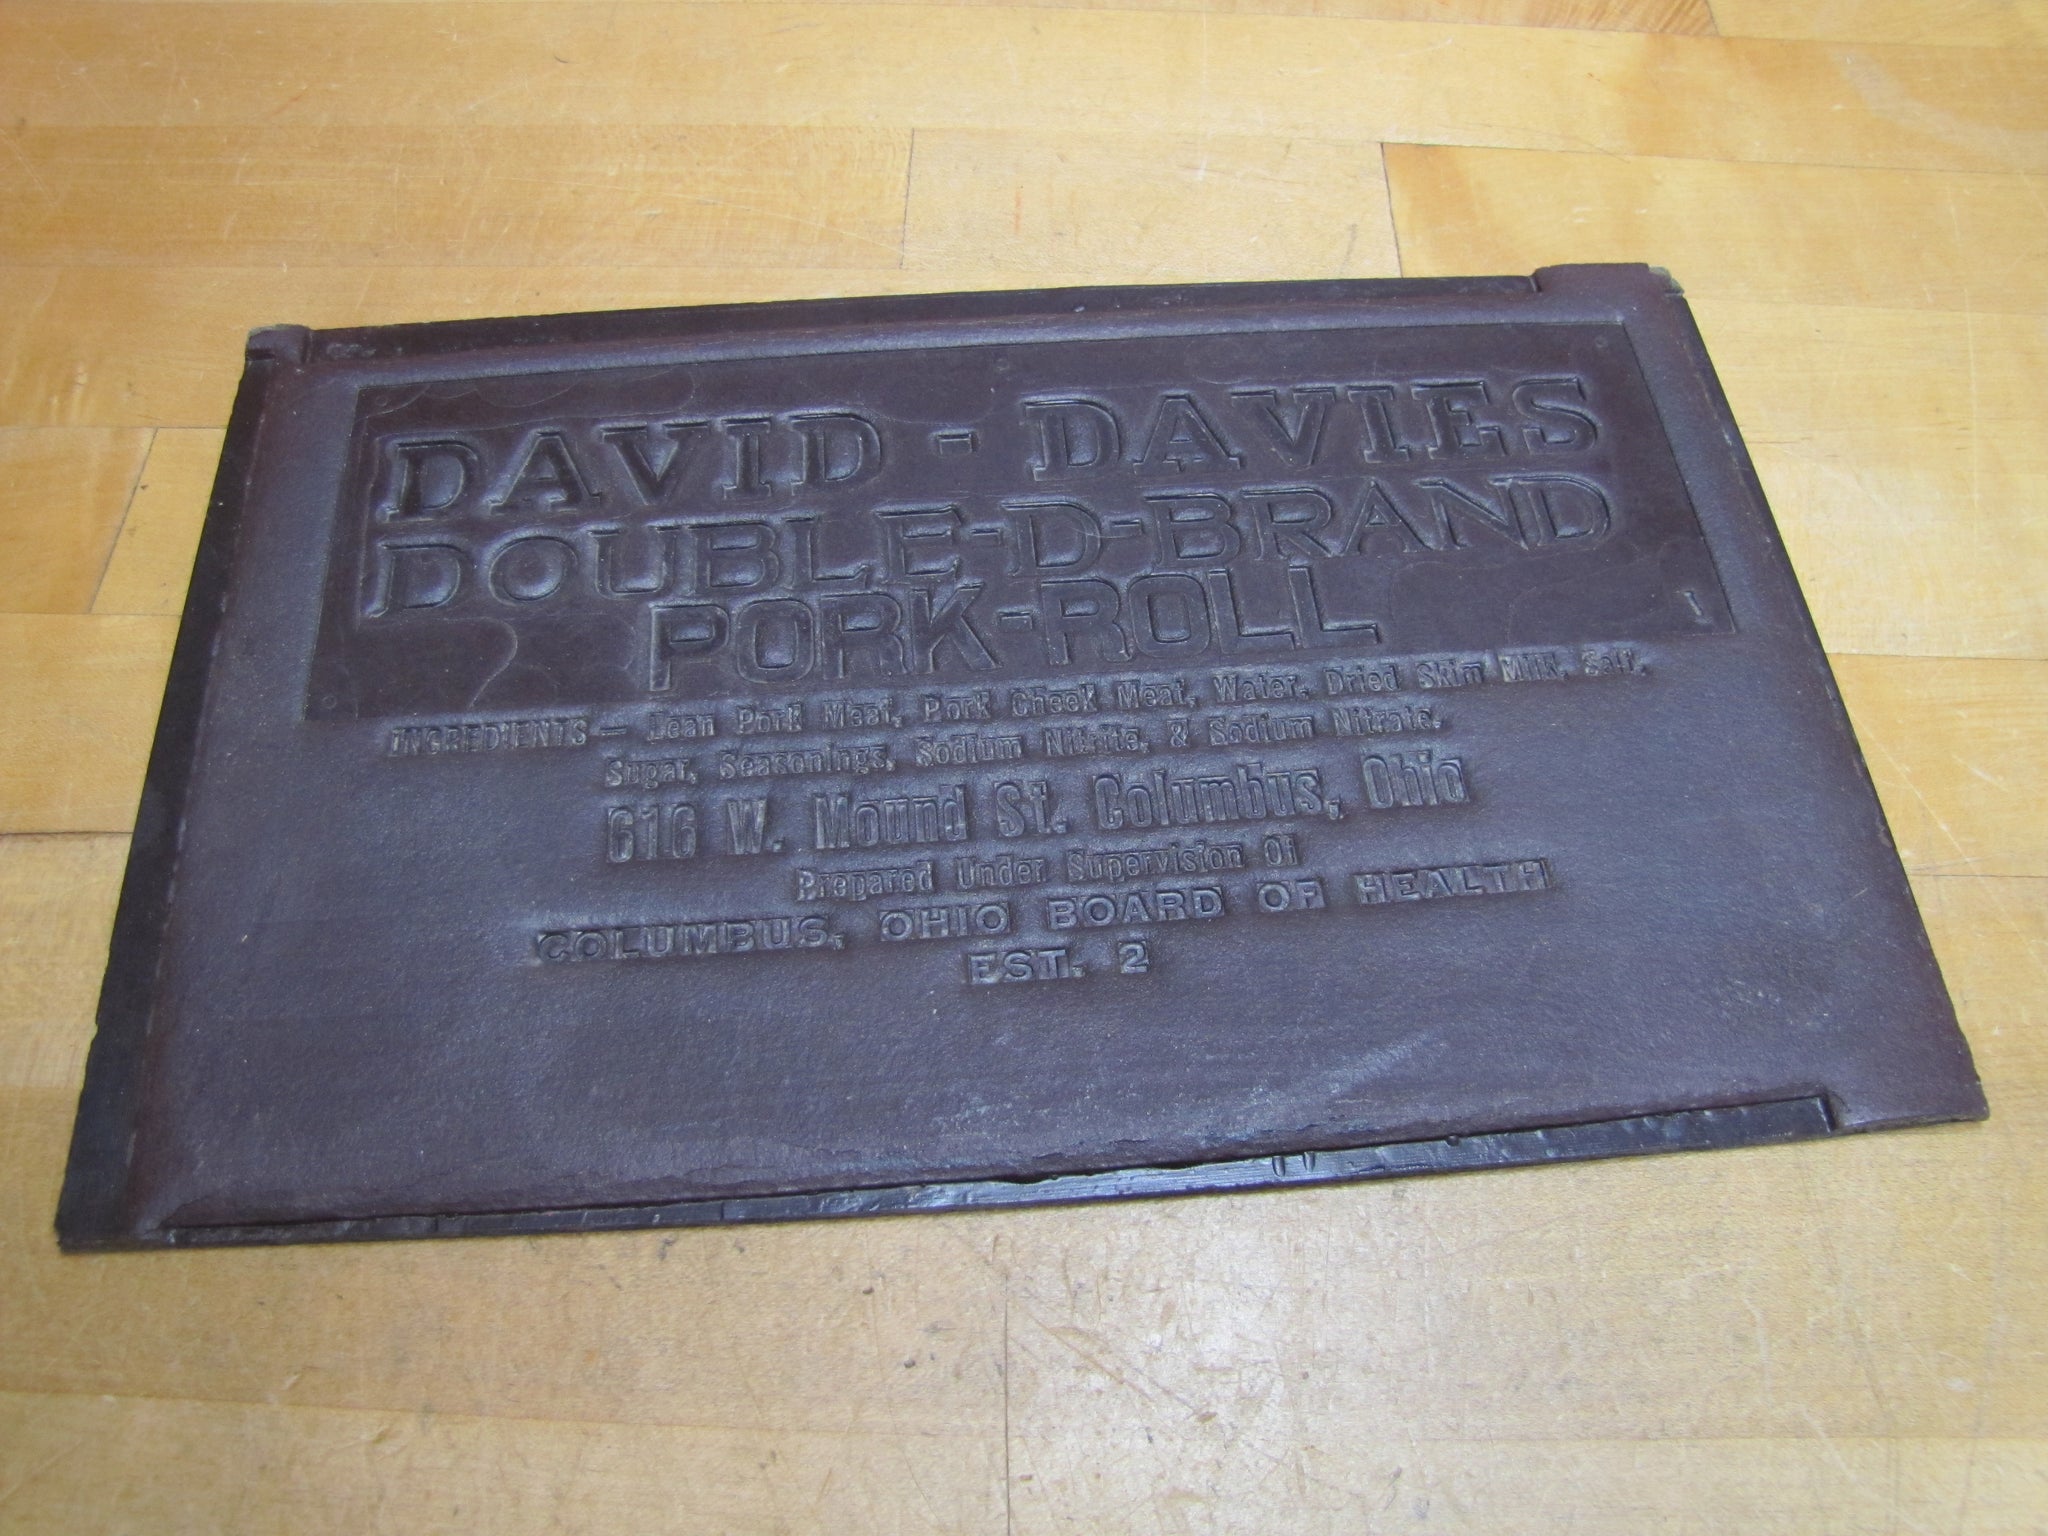 DAVID - DAVIES
DOUBLE-D-BRAND
PORK-ROLL
1
INGREDIENTS — Lean Pork Meat, Pork Cheek Meat, Water, Dried Skim Milk, Salt,
Sugar, Seasonings, Sodium Nitrite, & Sodium Nitrate.
616 W. Mound St. Columbus, Ohio
Prepared Under Supervision Of
COLUMBUS, OHIO BOARD OF HEALTH
EST. 2